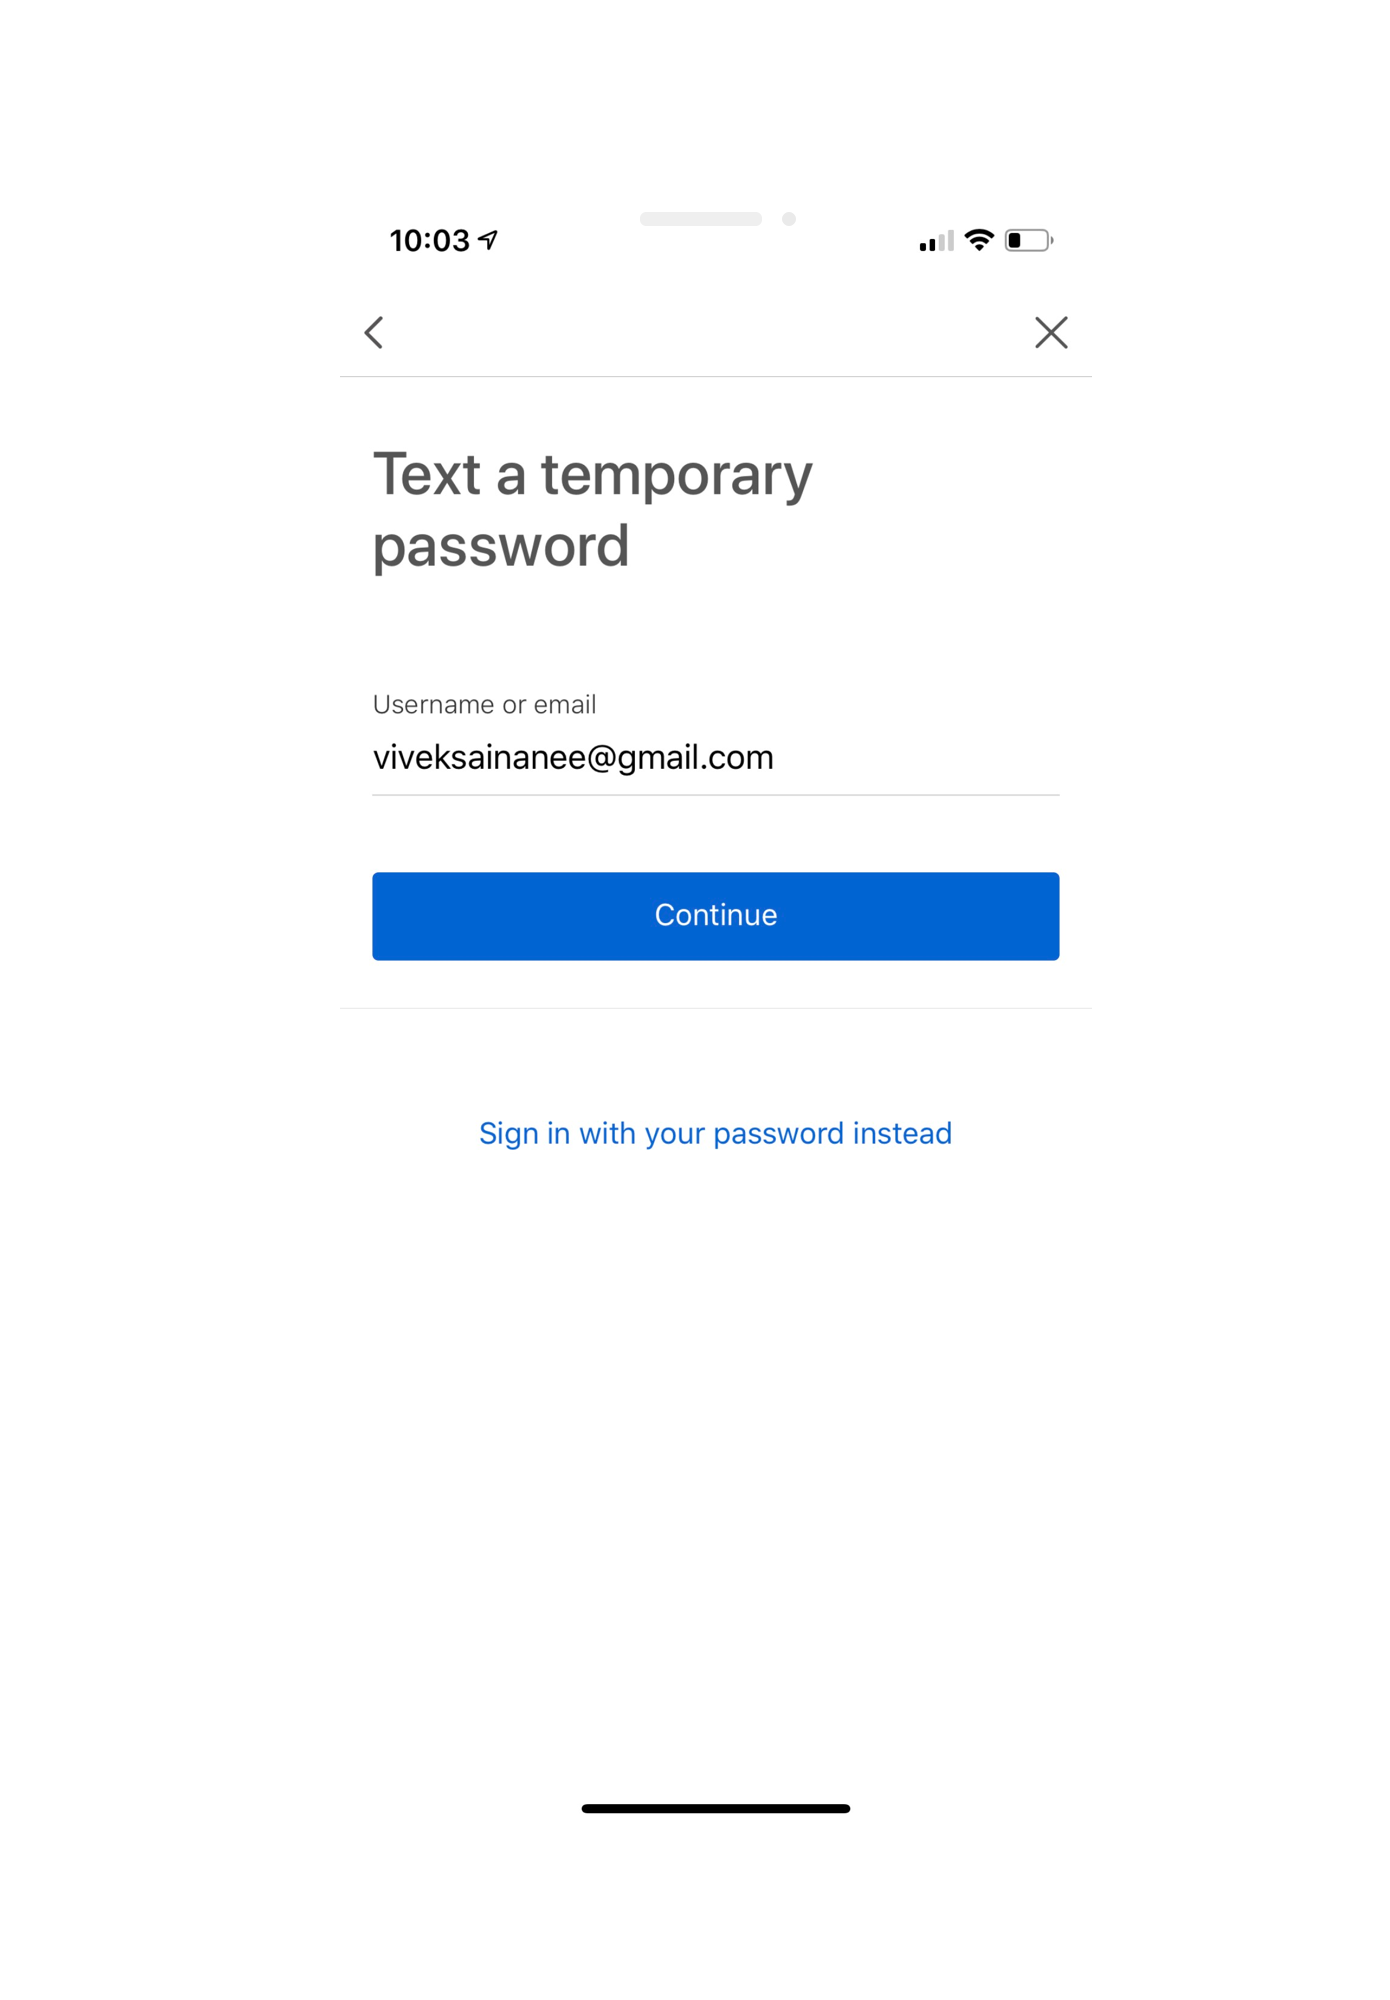 10:03
Text a temporary
password
Username or email
viveksainanee@gmail.com
Continue
Sign in with your password instead